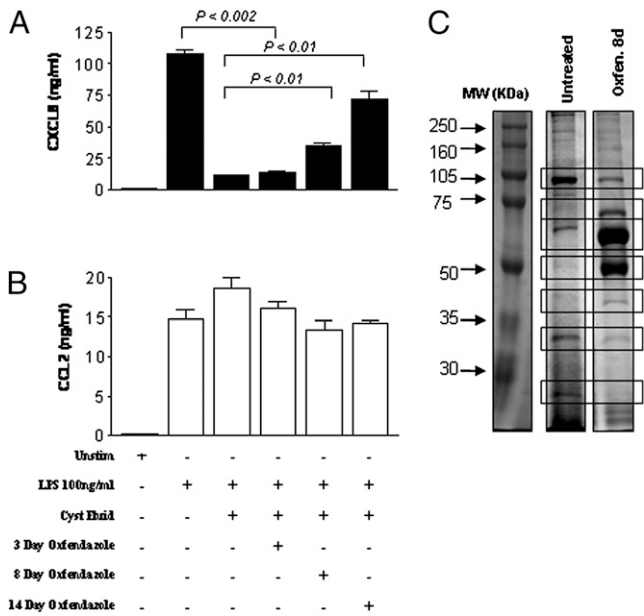 A
P < 0.002
P < 0.01
P < 0.01
CXCL8 (ng/ml)
125
100
75
50
25
0
B
CCL2 (ng/ml)
20
15
10
5
0
Unstim + - - - - -
LPS 100ng/ml - + + + + +
Cyst Fluid - - + + + +
3 Day Oxfendazole - - - + - -
8 Day Oxfendazole - - - - + -
14 Day Oxfendazole - - - - - +
C
MW (KDa)
Untreated
Oxfen. 8d
250
160
105
75
50
35
30